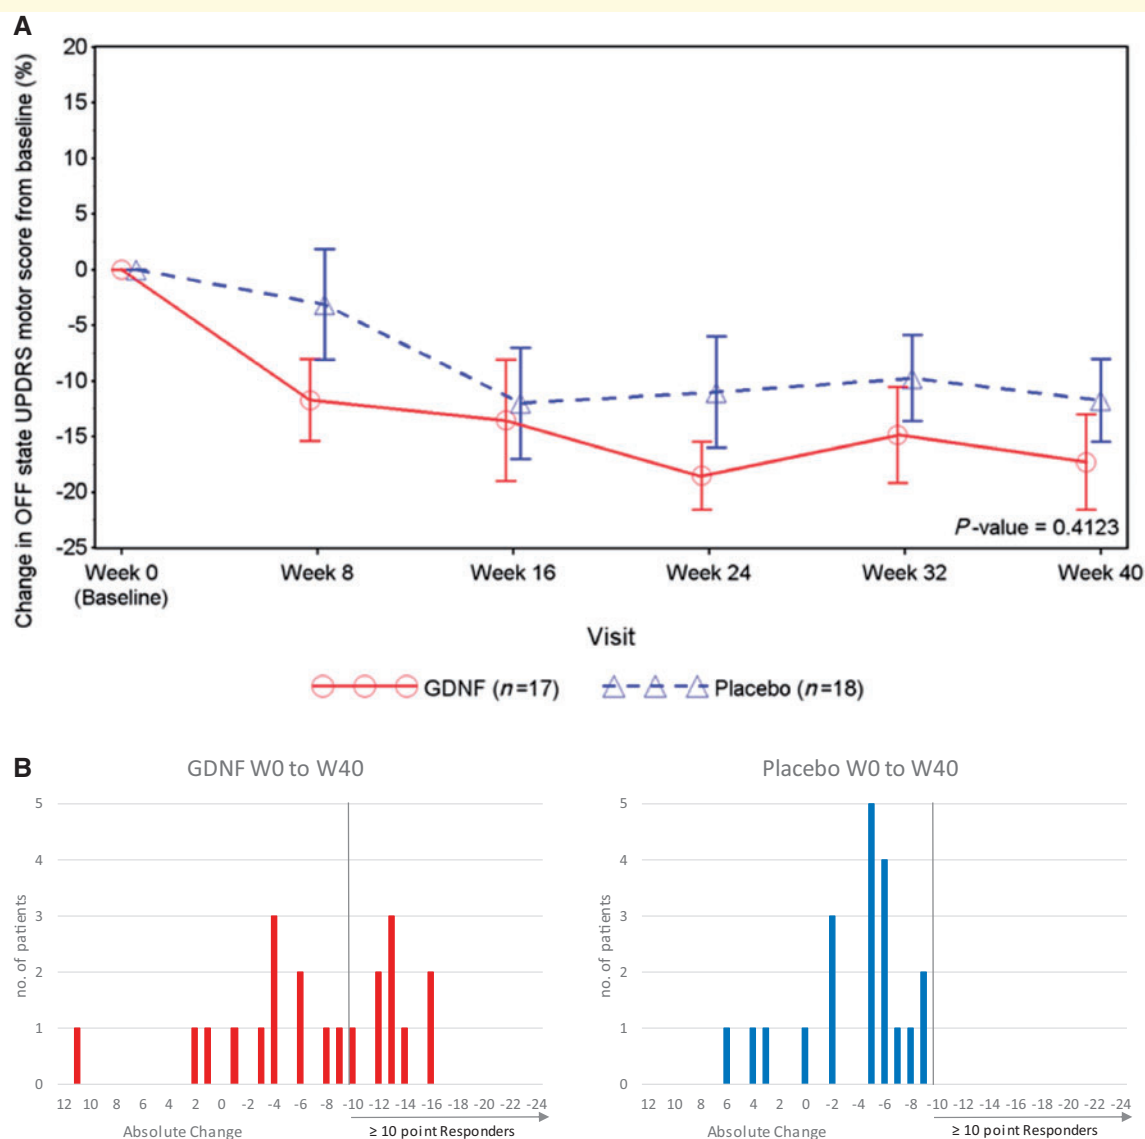 A
Change in OFF state UPDRS motor score from baseline (%)
20
15
10
5
0
-5
-10
-15
-20
-25
P-value = 0.4123
Week 0 Week 8 Week 16 Week 24 Week 32 Week 40
(Baseline)
Visit
GDNF (n=17) Placebo (n=18)
B
GDNF W0 to W40
no. of patients
5
4
3
2
1
0
12 10 8 6 4 2 0 -2 -4 -6 -8 -10 -12 -14 -16 -18 -20 -22 -24
Absolute Change ≥ 10 point Responders
Placebo W0 to W40
no. of patients
5
4
3
2
1
0
12 10 8 6 4 2 0 -2 -4 -6 -8 -10 -12 -14 -16 -18 -20 -22 -24
Absolute Change ≥ 10 point Responders